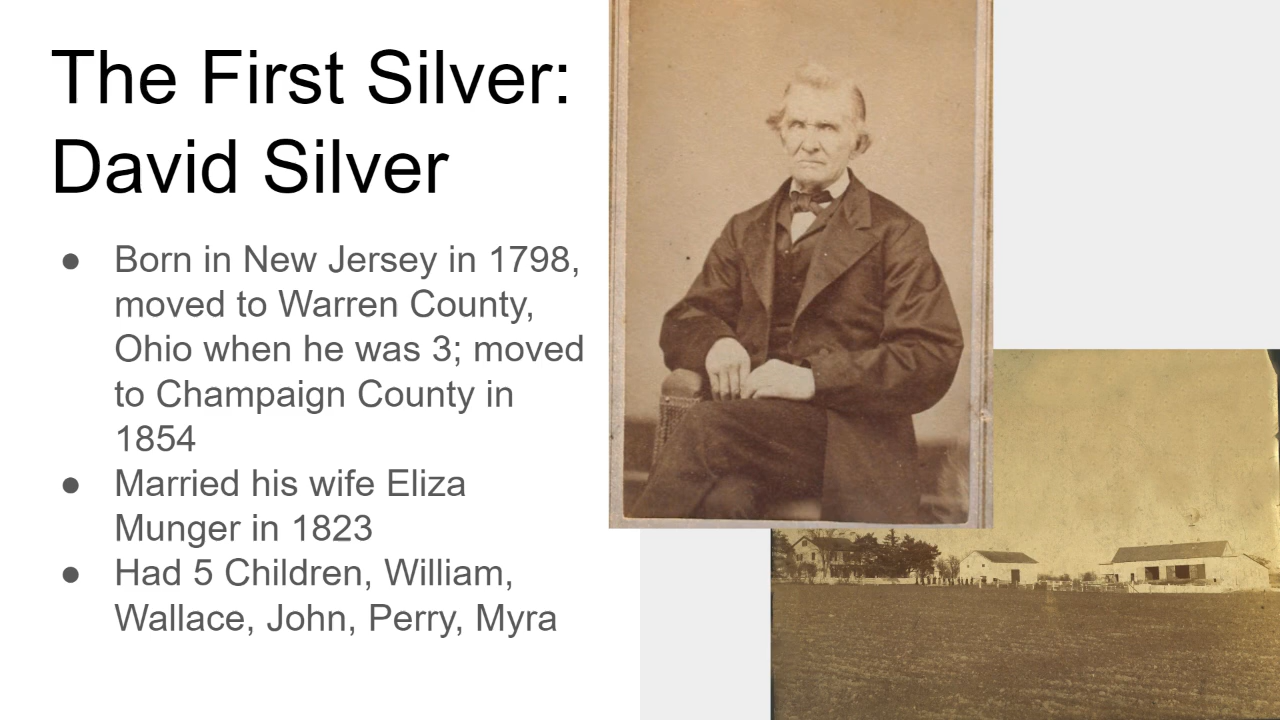 The First Silver:
David Silver
● Born in New Jersey in 1798,
moved to Warren County,
Ohio when he was 3; moved
to Champaign County in
1854
● Married his wife Eliza
Munger in 1823
● Had 5 Children, William,
Wallace, John, Perry, Myra